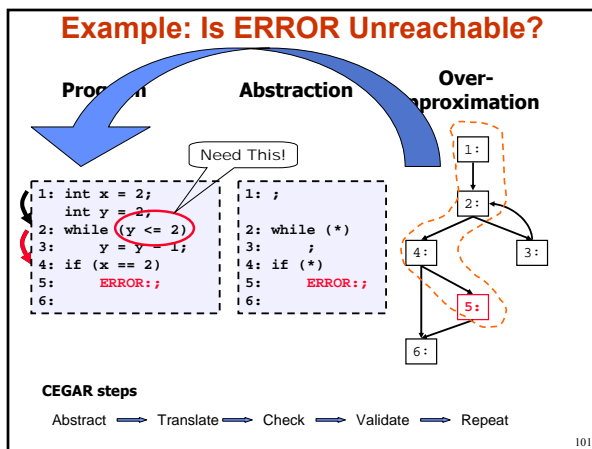 Example: Is ERROR Unreachable?
Abstraction
Over-
Need This!
1: int x = 2;
int y = 2;
2: while (y <= 2)
3: y = y - 1;
4: if (x == 2)
5: ERROR:;
6:
1: ;
2: while (*)
3: ;
4: if (*)
5: ERROR:;
6:
1:
2:
4:
3:
5:
6:
CEGAR steps
Abstract Translate Check Validate Repeat
101